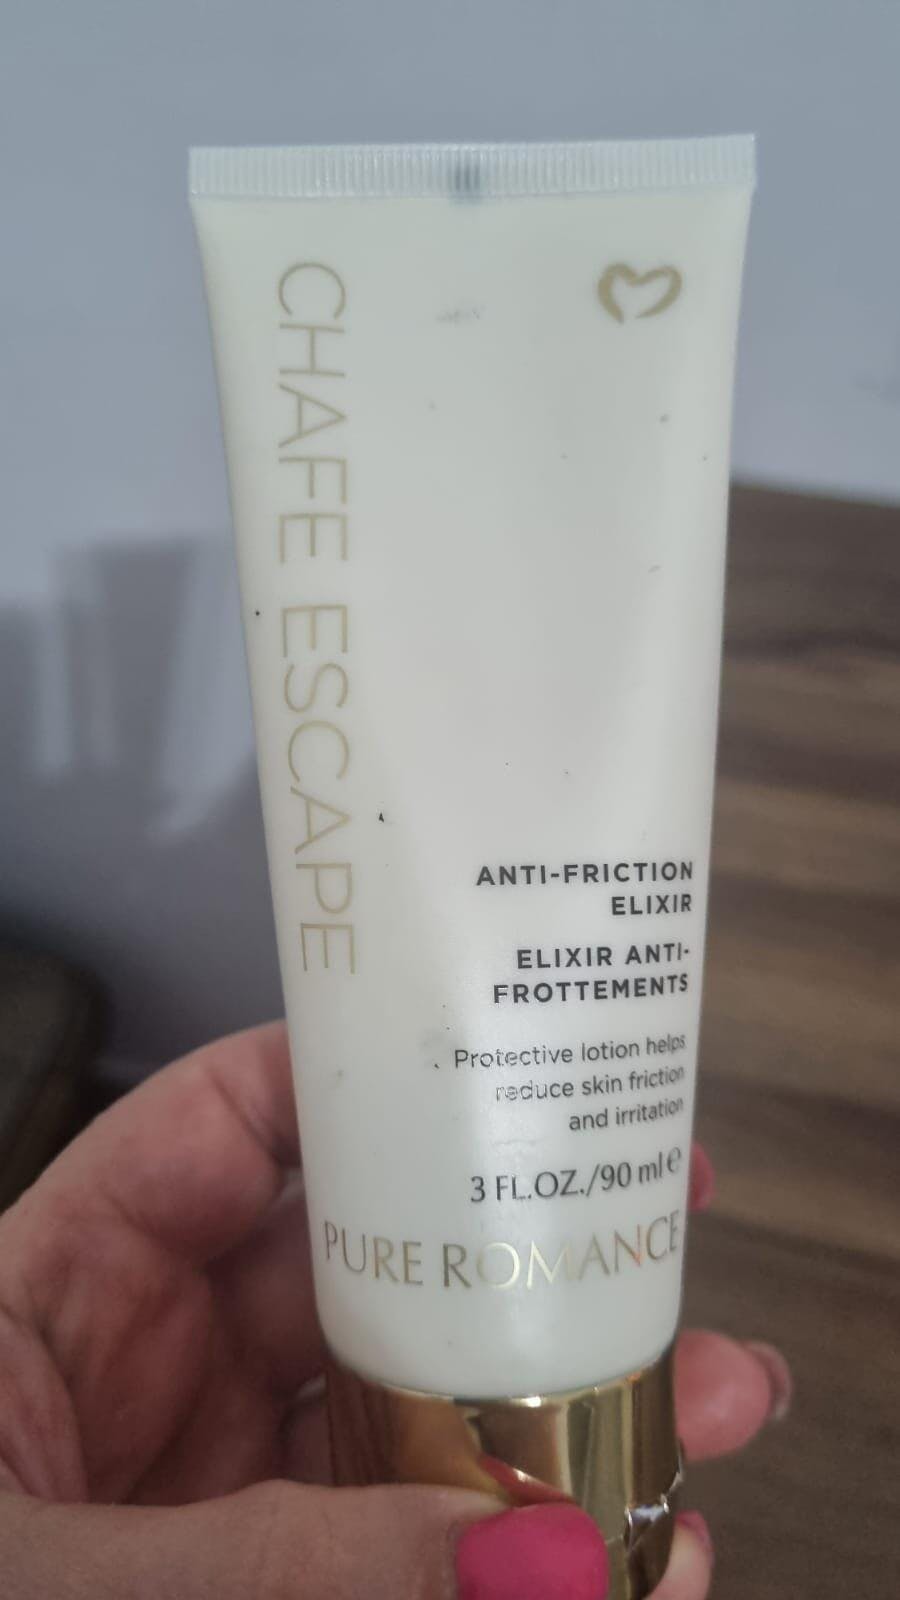 CHAFE ESCAPE
ANTI-FRICTION
ELIXIR
ELIXIR ANTI-
FROTTEMENTS
Protective lotion helps
reduce skin friction
and irritation
3 FL.OZ./90 ml e
PURE ROMANCE